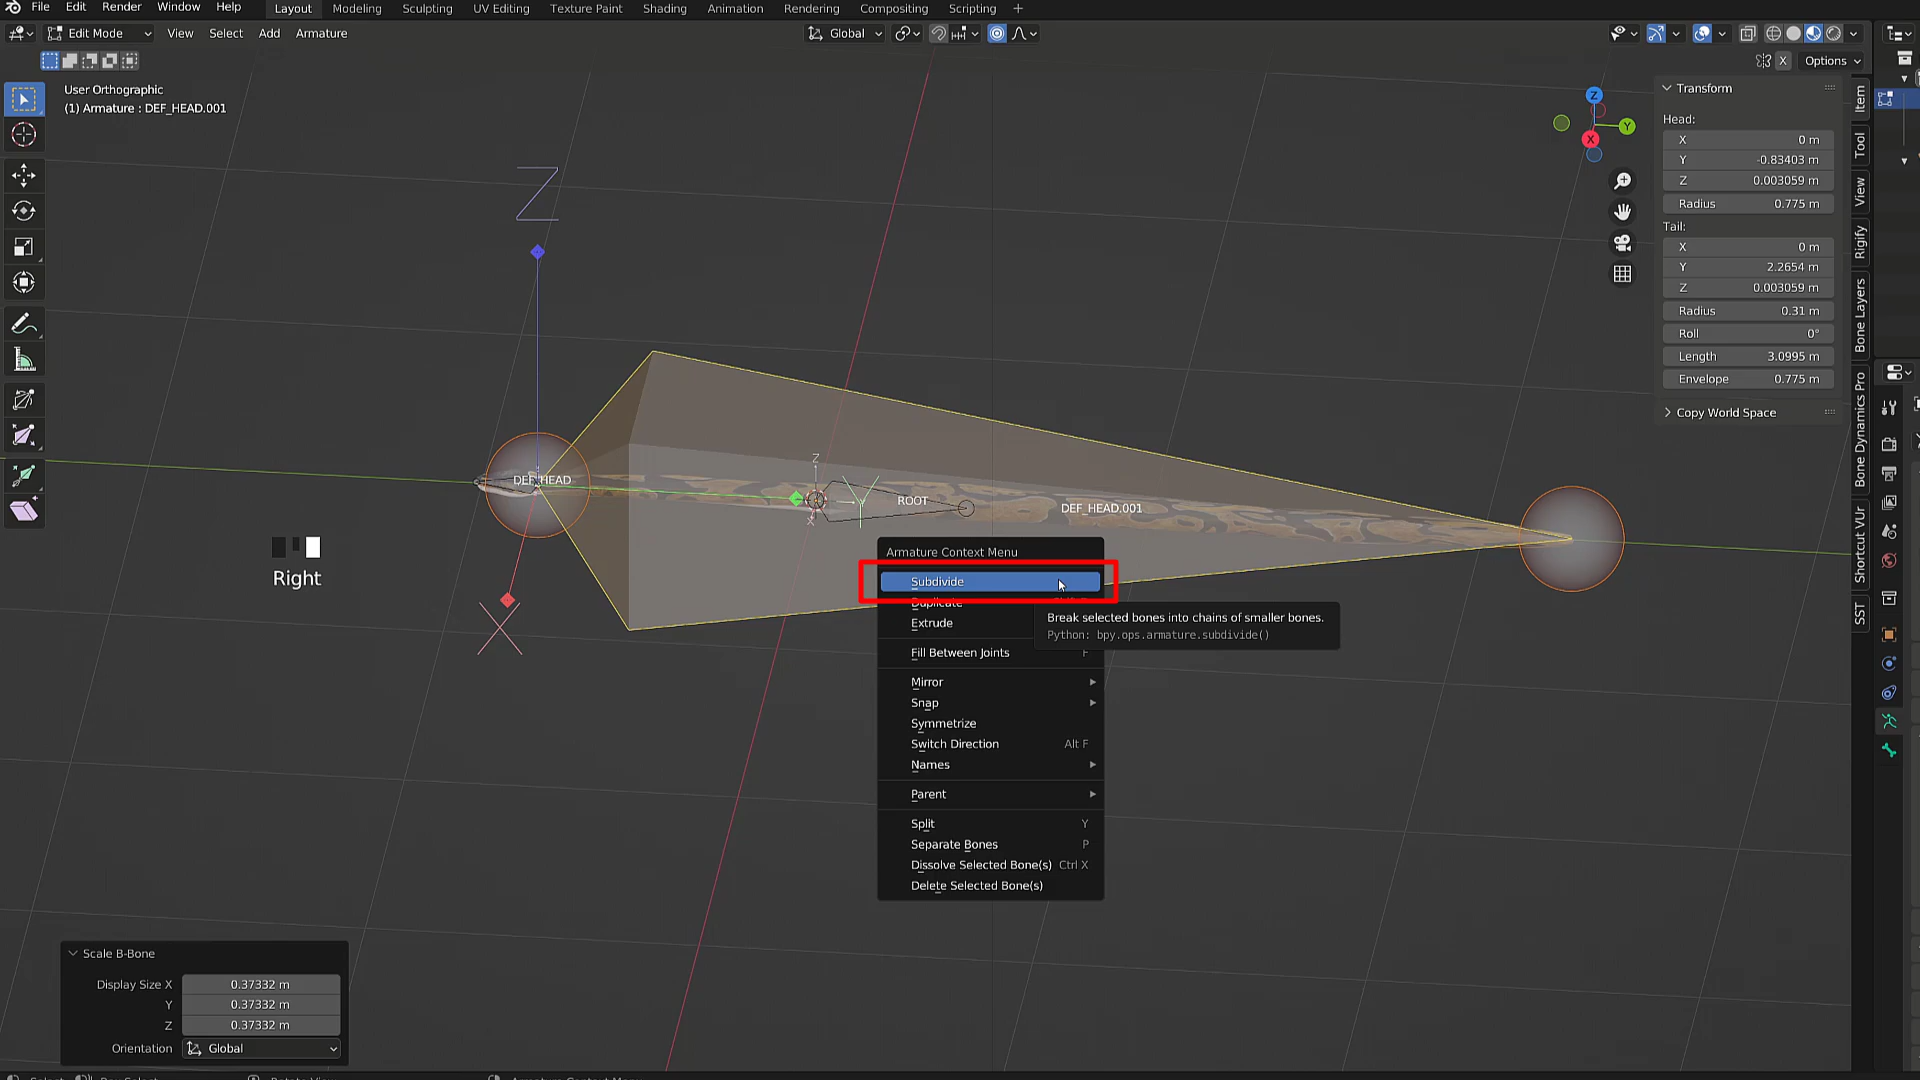 File Edit Render Window Help Layout Modeling Sculpting UV Editing Texture Paint Shading Animation Rendering Compositing Scripting +
Edit Mode View Select Add Armature Global
X Options
User Orthographic
(1) Armature : DEF_HEAD.001
Z
Y
X
Transform
Head:
X 0 m
Y -0.83403 m
Z 0.003059 m
Radius 0.775 m
Tail:
X 0 m
Y 2.2654 m
Z 0.003059 m
Radius 0.31 m
Roll 0°
Length 3.0995 m
Envelope 0.775 m
Copy World Space
Item
Tool
View
Rigify
Bone Layers
Bone Dynamics Pro
Shortcut VUr
SST
Z
DEF_HEAD
Z
Y
X
ROOT
DEF_HEAD.001
X
Right
Armature Context Menu
Subdivide
Duplicate
Extrude
Fill Between Joints F
Mirror
Snap
Symmetrize
Switch Direction Alt F
Names
Parent
Split Y
Separate Bones P
Dissolve Selected Bone(s) Ctrl X
Delete Selected Bone(s)
Break selected bones into chains of smaller bones.
Python: bpy.ops.armature.subdivide()
Scale B-Bone
Display Size X 0.37332 m
Y 0.37332 m
Z 0.37332 m
Orientation Global